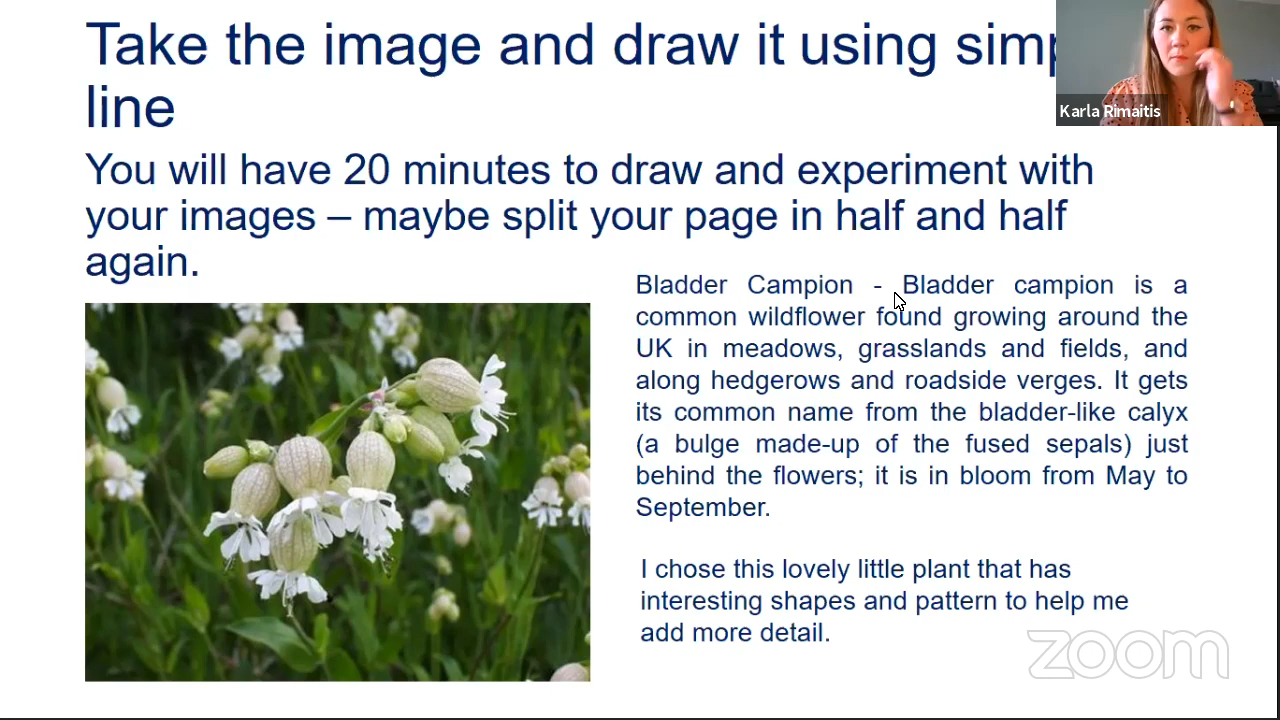 Take the image and draw it using
line
You will have 20 minutes to draw and experiment with
your images – maybe split your page in half and half
again.
Karla Rimaitis
Bladder Campion - Bladder campion is a
common wildflower found growing around the
UK in meadows, grasslands and fields, and
along hedgerows and roadside verges. It gets
its common name from the bladder-like calyx
(a bulge made-up of the fused sepals) just
behind the flowers; it is in bloom from May to
September.
I chose this lovely little plant that has
interesting shapes and pattern to help me
add more detail.
zoom